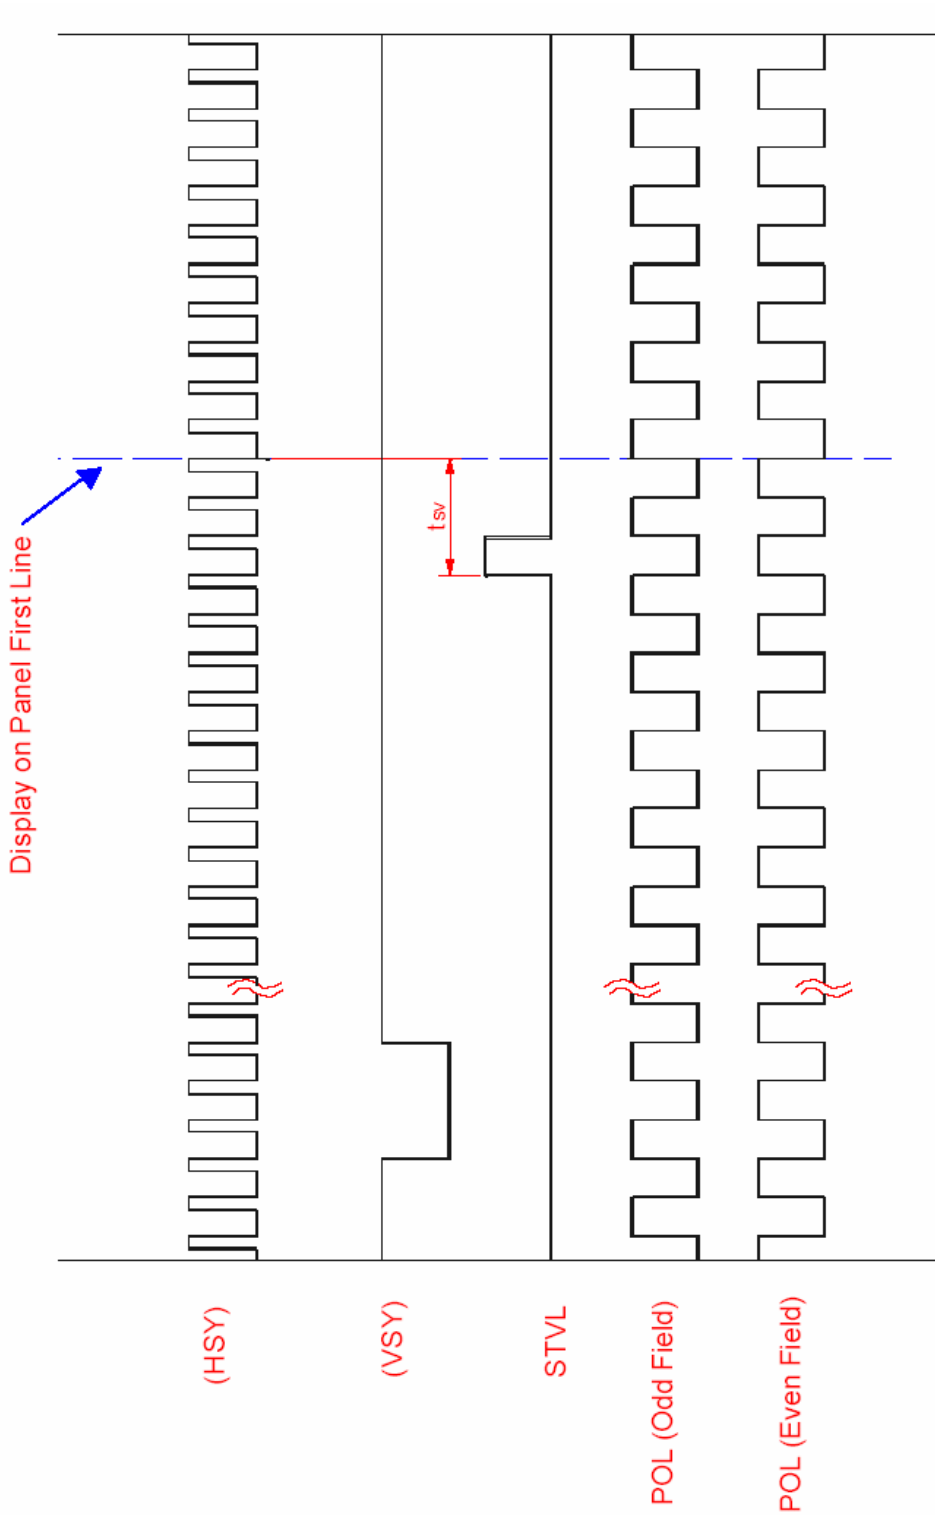 Display on Panel First Line
tsv
(HSY)
(VSY)
STVL
POL (Odd Field)
POL (Even Field)